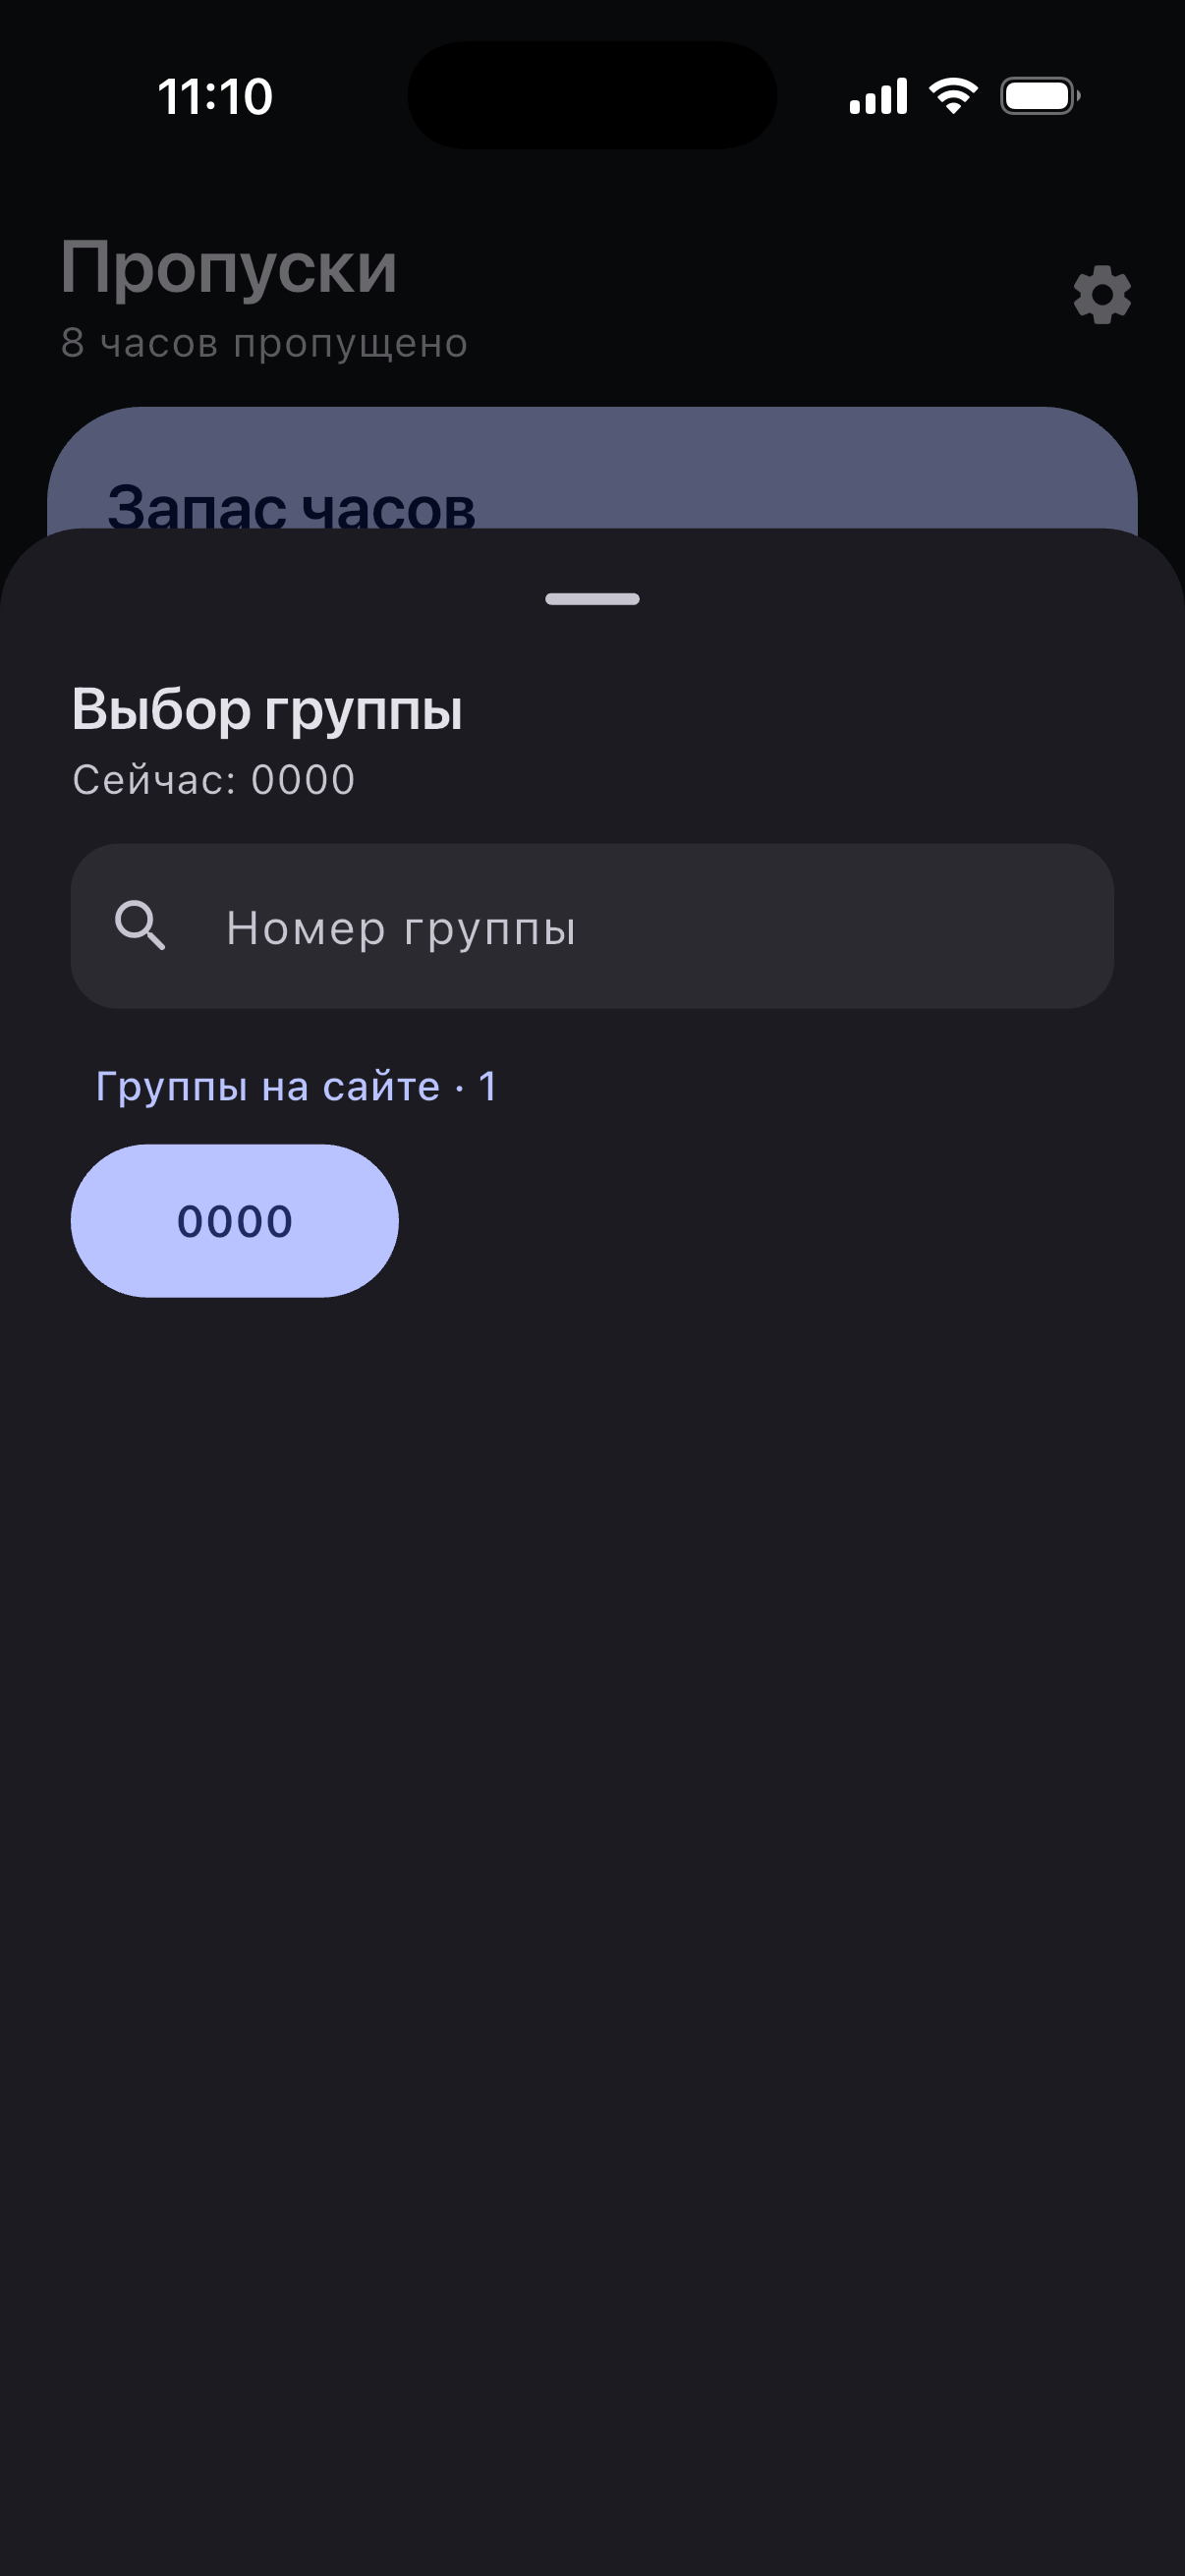 11:10
Пропуски
8 часов пропущено
Запас часов
Выбор группы
Сейчас: 0000
Номер группы
Группы на сайте · 1
0000